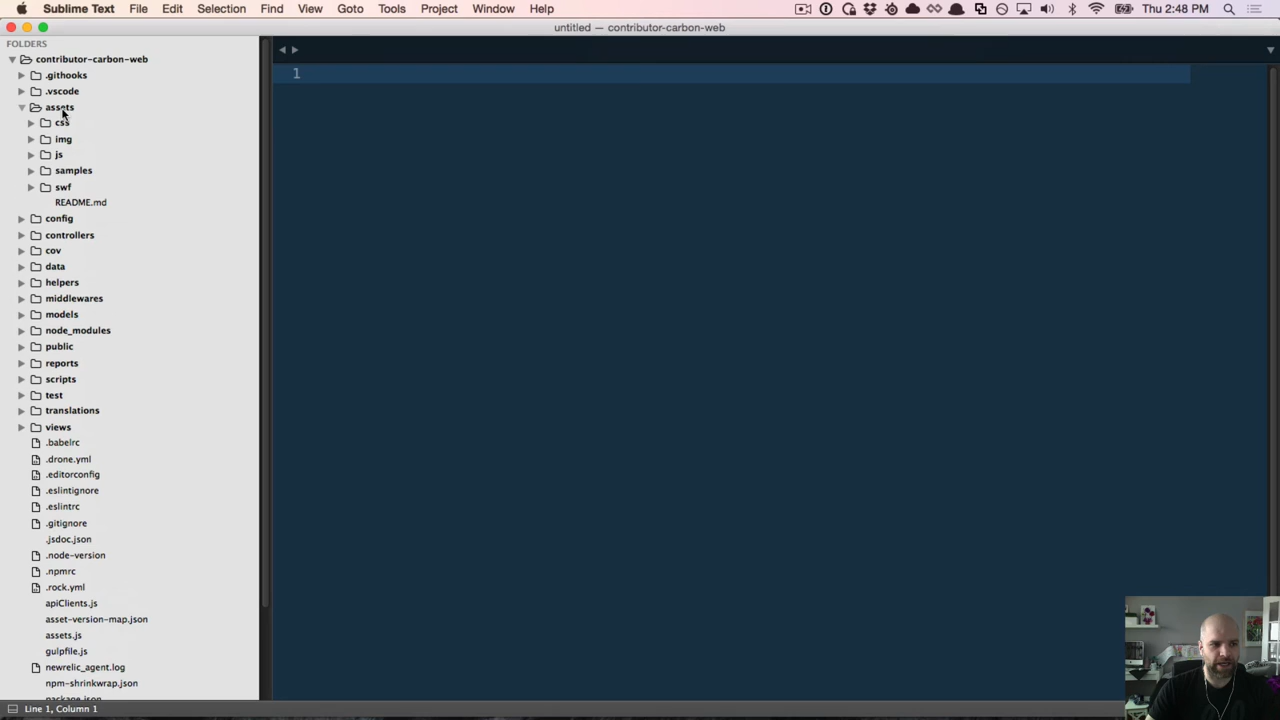 Sublime Text File Edit Selection Find View Goto Tools Project Window Help Thu 2:48 PM
untitled — contributor-carbon-web
FOLDERS
contributor-carbon-web
1
.githooks
.vscode
assets
css
img
js
samples
swf
README.md
config
controllers
cov
data
helpers
middlewares
models
node_modules
public
reports
scripts
test
translations
views
.babelrc
.drone.yml
.editorconfig
.eslintignore
.eslintrc
.gitignore
.jsdoc.json
.node-version
.npmrc
.rock.yml
apiClients.js
asset-version-map.json
assets.js
gulpfile.js
newrelic_agent.log
npm-shrinkwrap.json
package.json
Line 1, Column 1